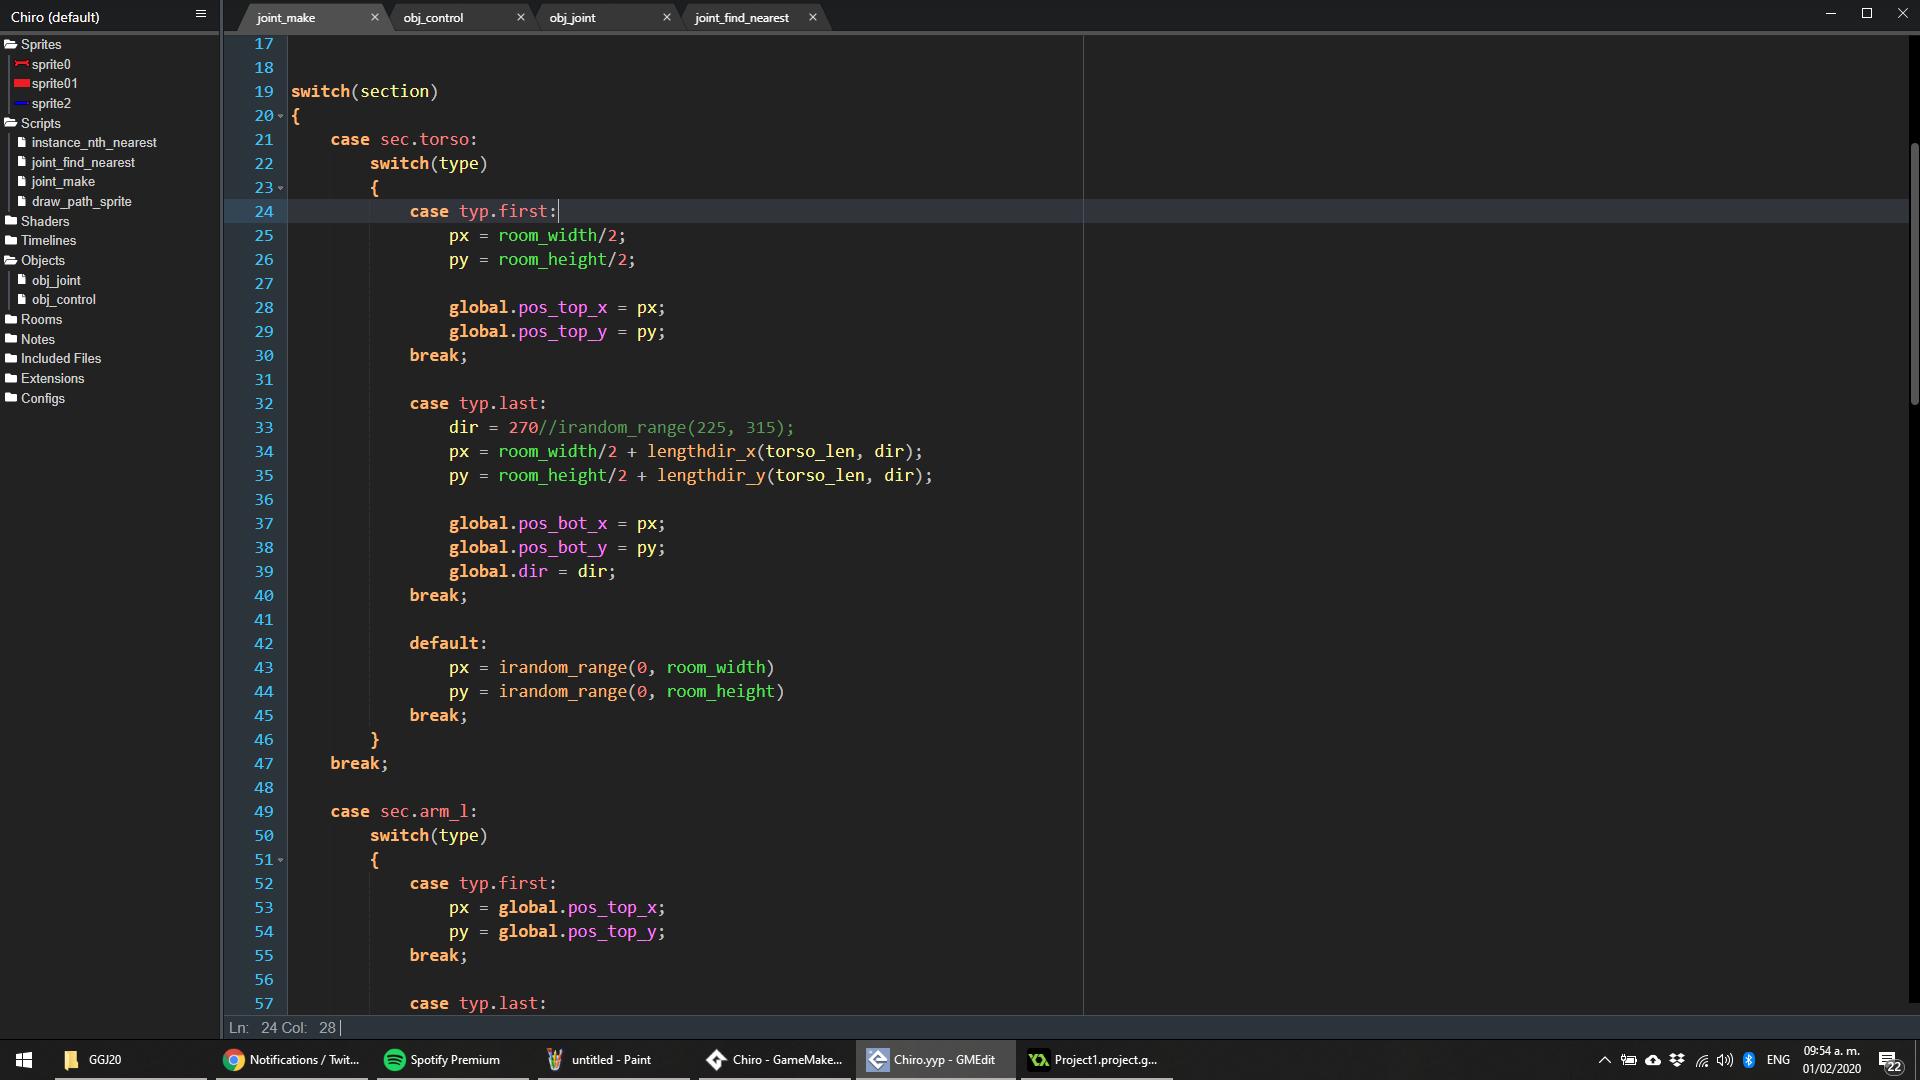 Chiro (default)
joint_make
obj_control
obj_joint
joint_find_nearest
Sprites
sprite0
sprite01
sprite2
Scripts
instance_nth_nearest
joint_find_nearest
joint_make
draw_path_sprite
Shaders
Timelines
Objects
obj_joint
obj_control
Rooms
Notes
Included Files
Extensions
Configs
17
18
19 switch(section)
20 {
21 case sec.torso:
22 switch(type)
23 {
24 case typ.first:
25 px = room_width/2;
26 py = room_height/2;
27
28 global.pos_top_x = px;
29 global.pos_top_y = py;
30 break;
31
32 case typ.last:
33 dir = 270//irandom_range(225, 315);
34 px = room_width/2 + lengthdir_x(torso_len, dir);
35 py = room_height/2 + lengthdir_y(torso_len, dir);
36
37 global.pos_bot_x = px;
38 global.pos_bot_y = py;
39 global.dir = dir;
40 break;
41
42 default:
43 px = irandom_range(0, room_width)
44 py = irandom_range(0, room_height)
45 break;
46 }
47 break;
48
49 case sec.arm_l:
50 switch(type)
51 {
52 case typ.first:
53 px = global.pos_top_x;
54 py = global.pos_top_y;
55 break;
56
57 case typ.last:
Ln: 24 Col: 28
GGJ20
Notifications / Twit...
Spotify Premium
untitled - Paint
Chiro - GameMake...
Chiro.yyp - GMEdit
Project1.project.g...
ENG
09:54 a. m.
01/02/2020
22